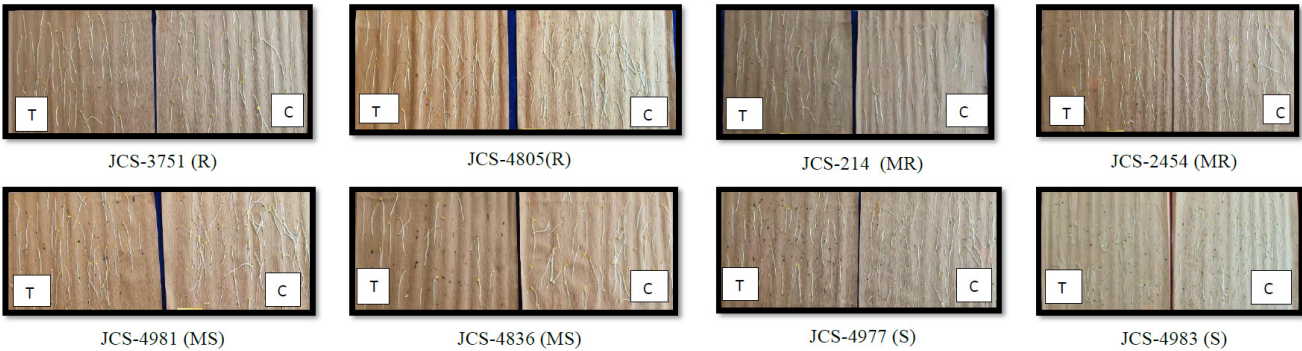 T C T C T C T C
JCS-3751 (R) JCS-4805(R) JCS-214 (MR) JCS-2454 (MR)
T C T C T C T C
JCS-4981 (MS) JCS-4836 (MS) JCS-4977 (S) JCS-4983 (S)